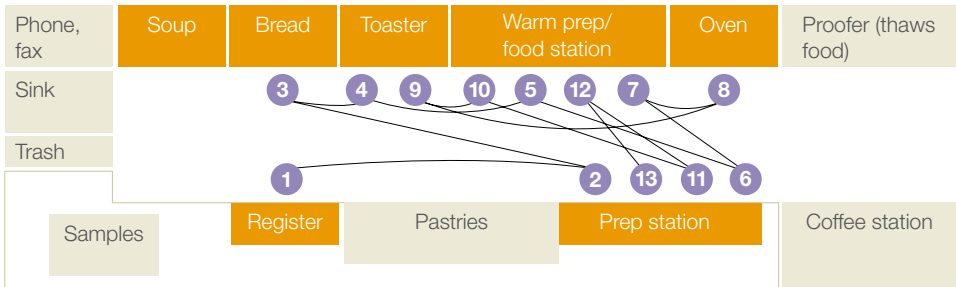 Phone,
fax
Soup
Bread
Toaster
Warm prep/
food station
Oven
Proofer (thaws
food)
Sink
3
4
9
10
5
12
7
8
Trash
1
2
13
11
6
Samples
Register
Pastries
Prep station
Coffee station